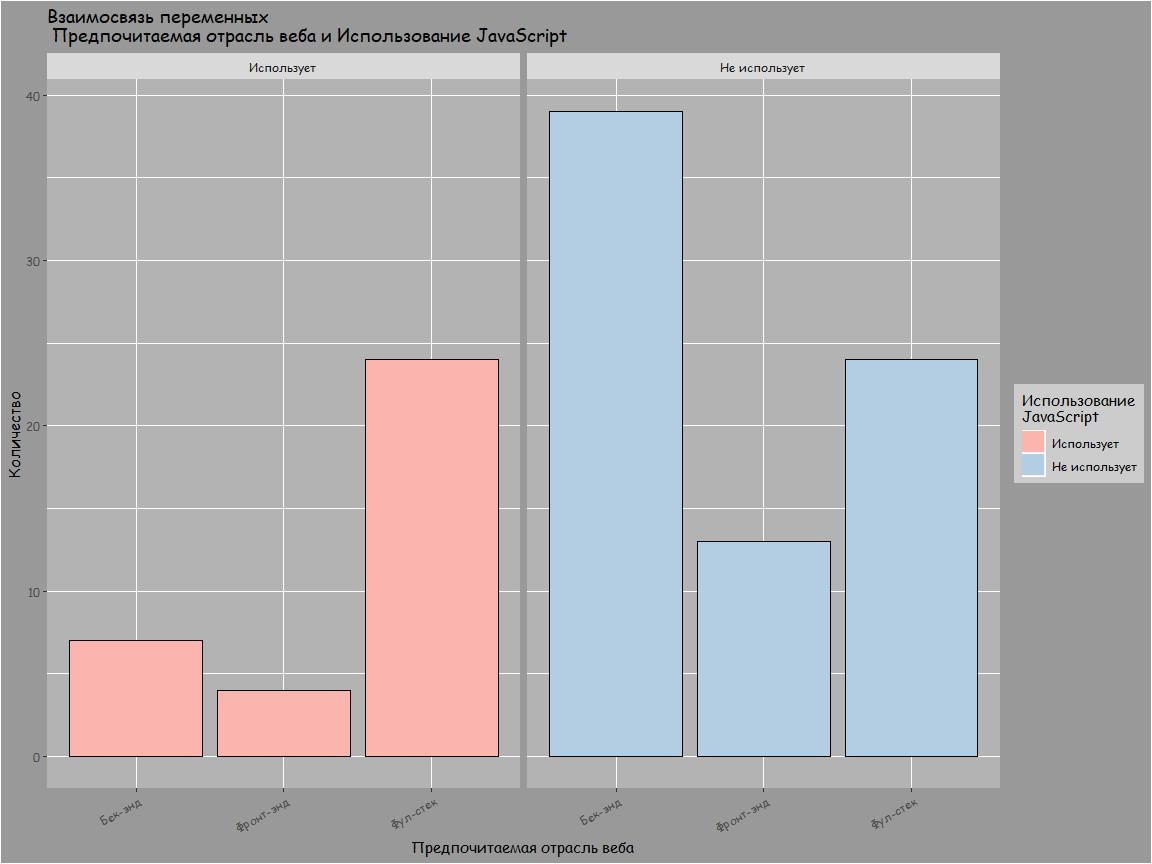 Взаимосвязь переменных
Предпочитаемая отрасль веба и Использование JavaScript
Использует
Не использует
40
30
20
10
0
Количество
Бек-энд
Фронт-энд
Фул-стек
Бек-энд
Фронт-энд
Фул-стек
Предпочитаемая отрасль веба
Использование
JavaScript
Использует
Не использует